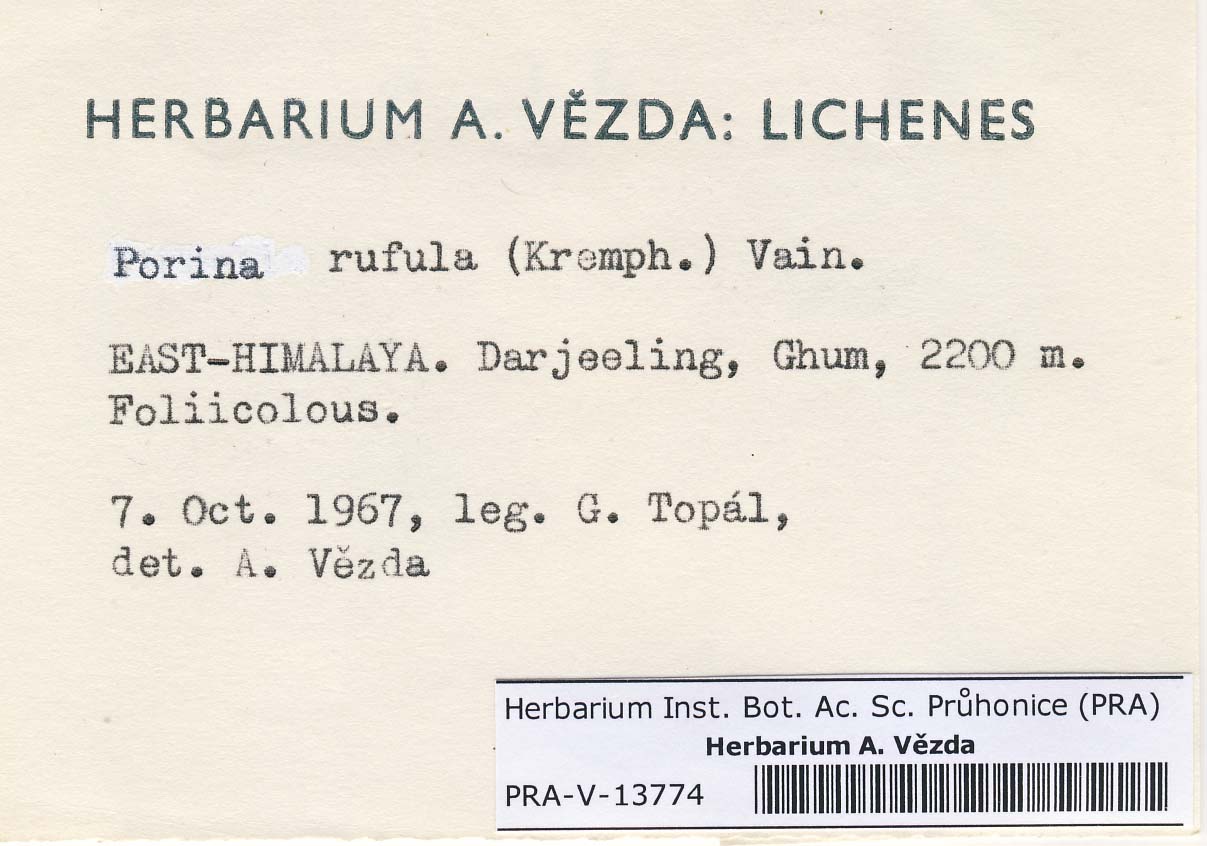 HERBARIUM A. VĚZDA: LICHENES
Porina rufula (Kremph.) Vain.
EAST-HIMALAYA. Darjeeling, Ghum, 2200 m.
Foliicolous.
7. Oct. 1967, leg. G. Topál,
det. A. Vězda
Herbarium Inst. Bot. Ac. Sc. Průhonice (PRA)
Herbarium A. Vězda
PRA-V-13774